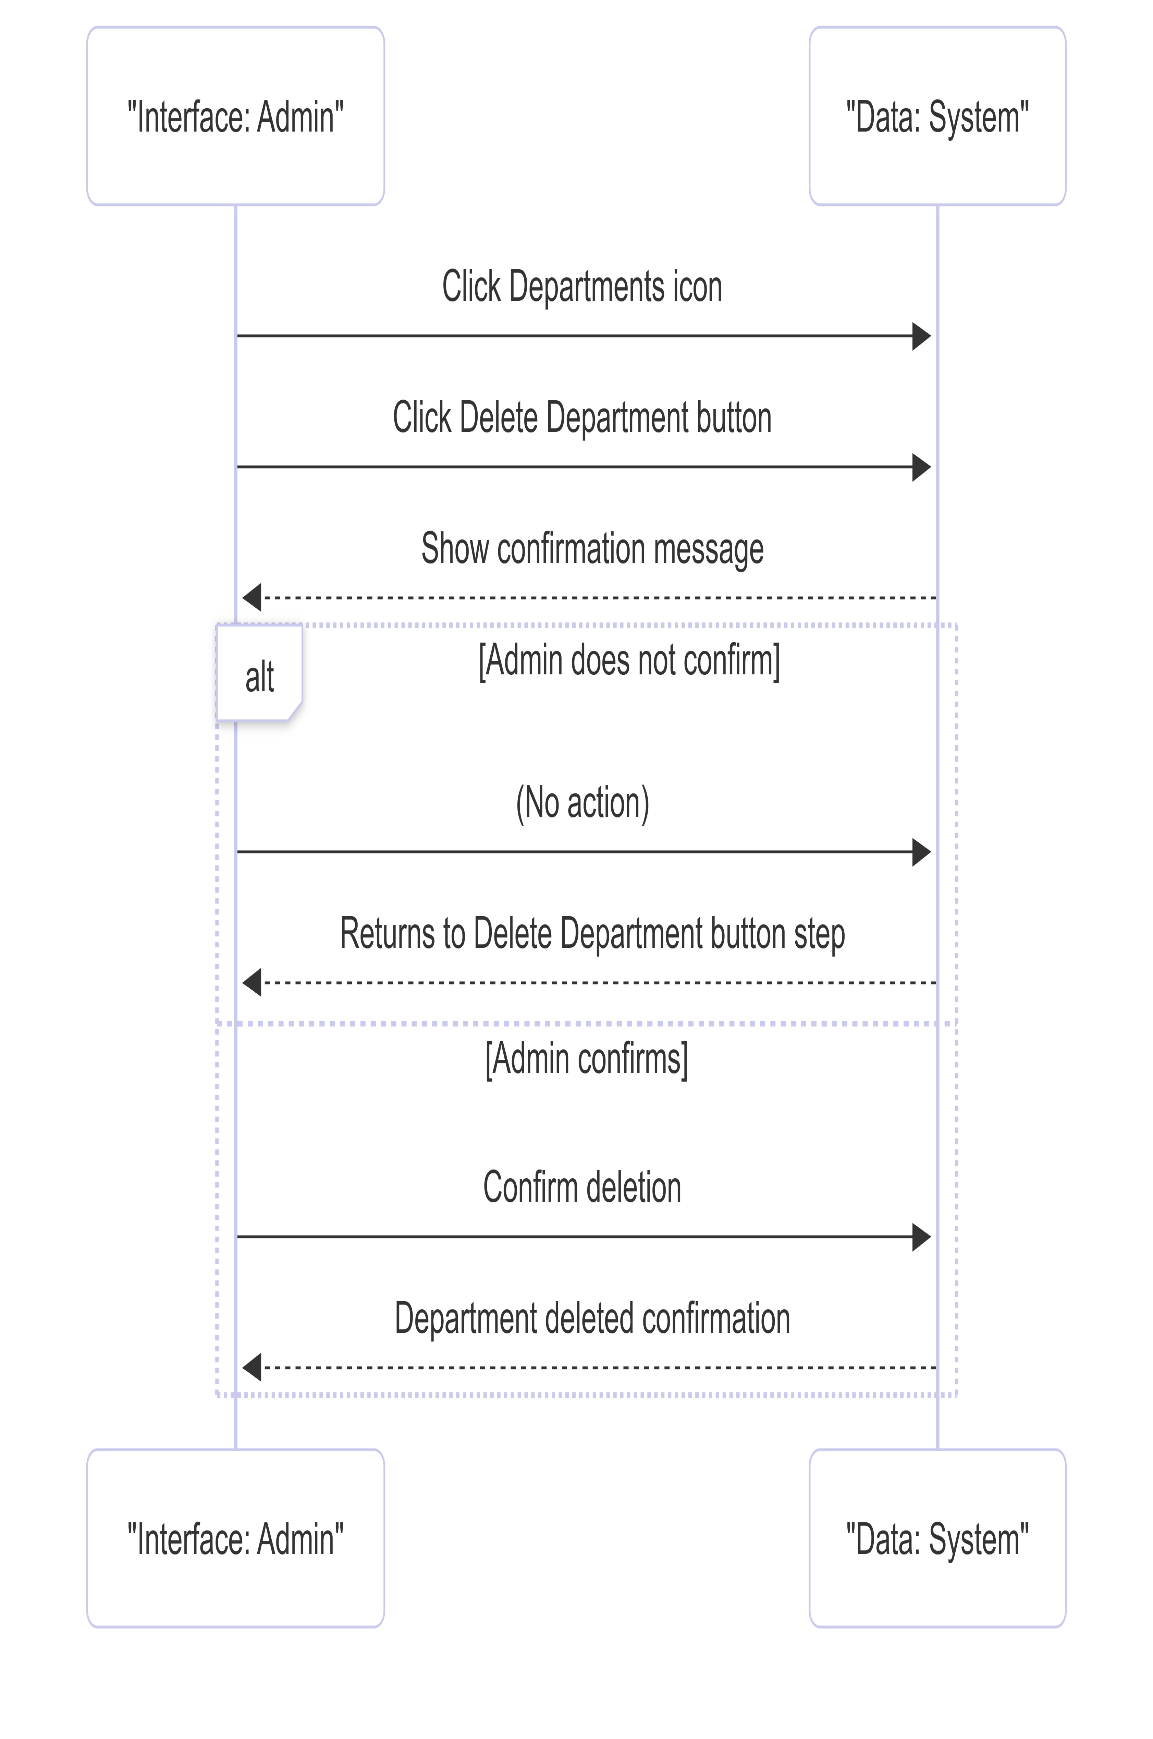 "Interface: Admin"
"Data: System"
Click Departments icon
Click Delete Department button
Show confirmation message
alt
[Admin does not confirm]
(No action)
Returns to Delete Department button step
[Admin confirms]
Confirm deletion
Department deleted confirmation
"Interface: Admin"
"Data: System"